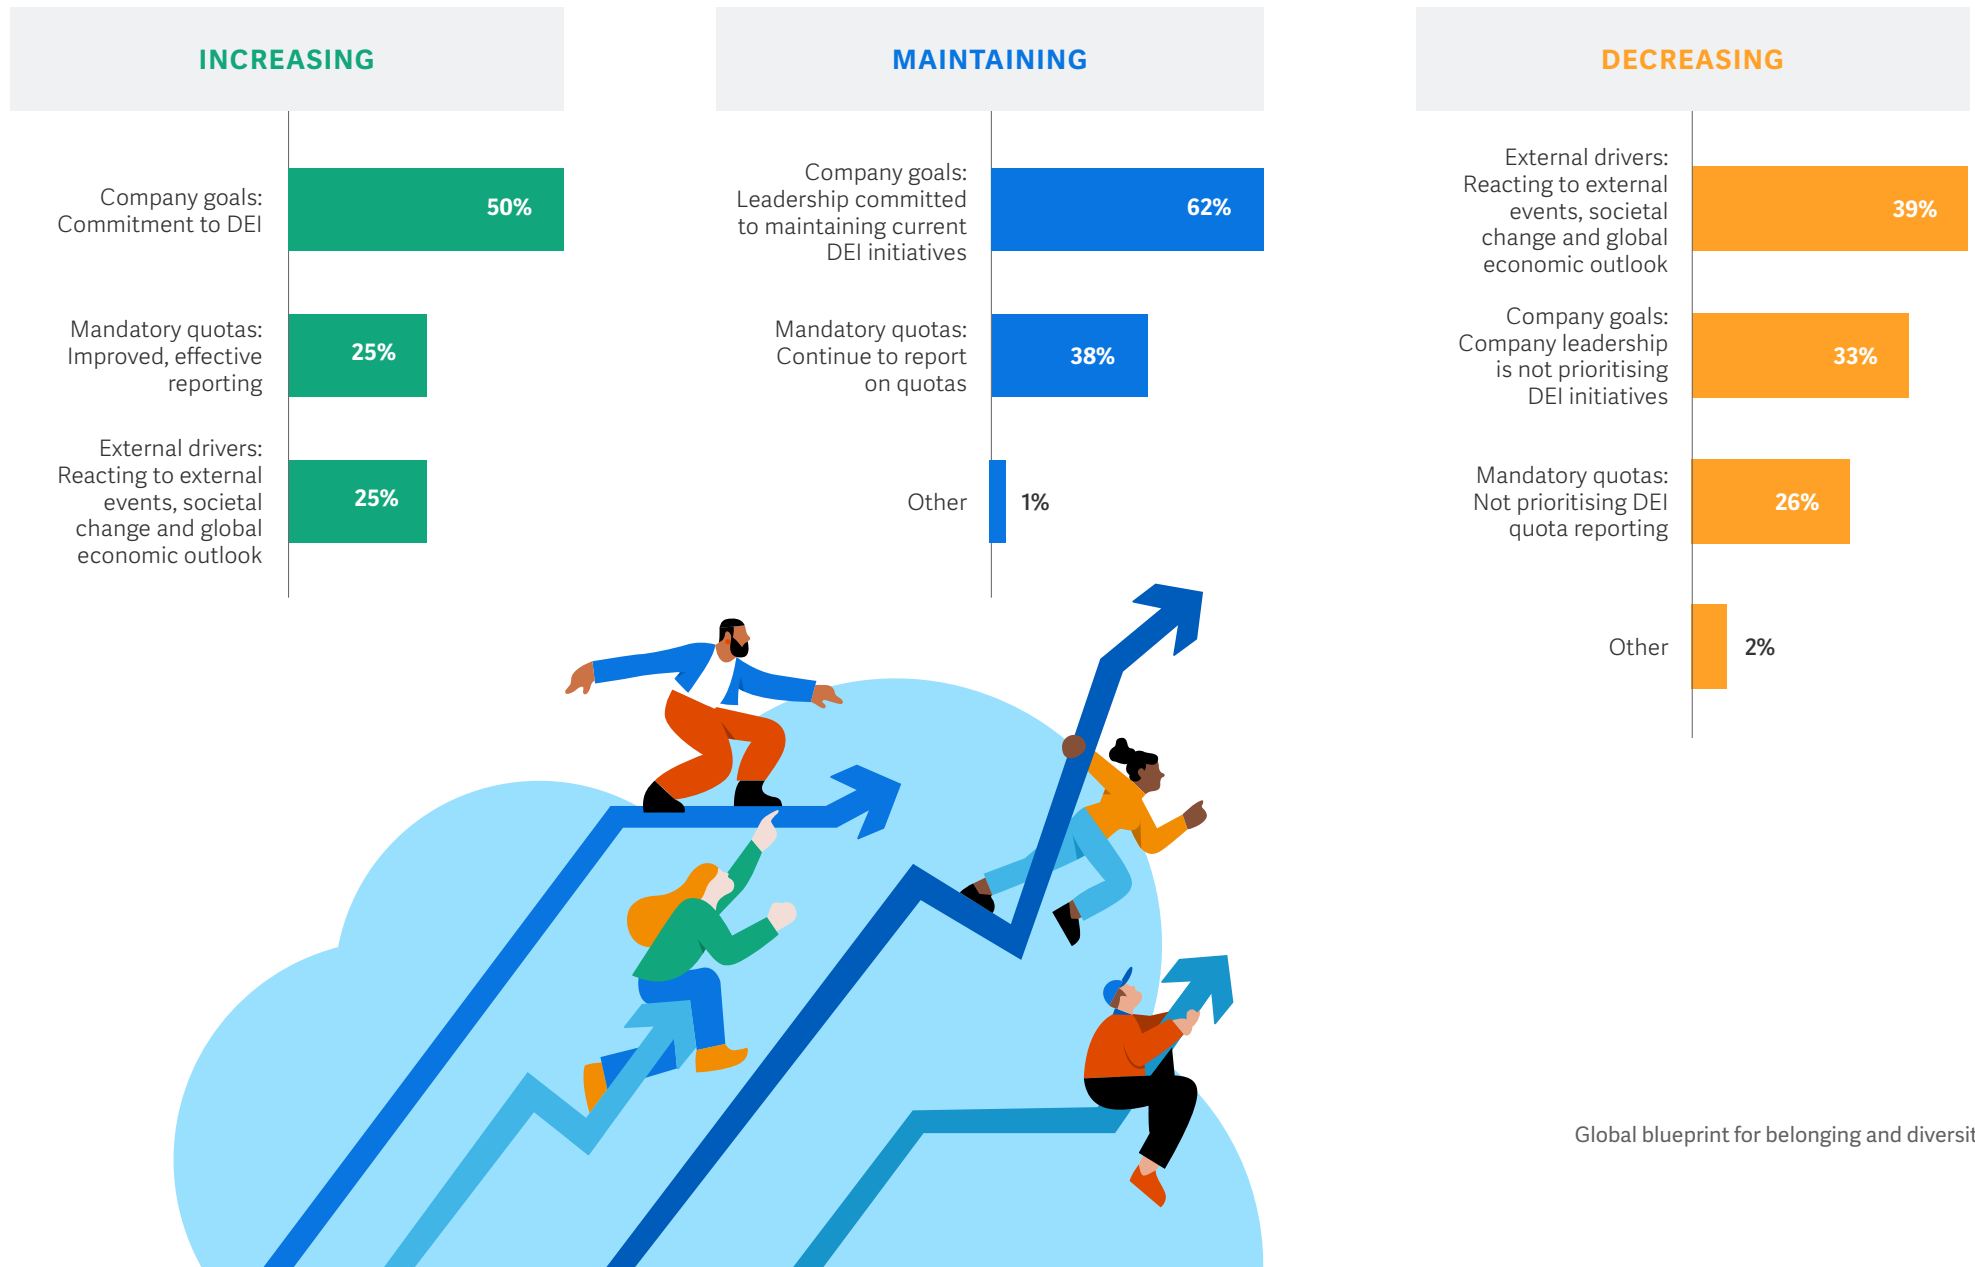 INCREASING
Company goals:
Commitment to DEI
50%
Mandatory quotas:
Improved, effective
reporting
25%
External drivers:
Reacting to external
events, societal
change and global
economic outlook
25%
MAINTAINING
Company goals:
Leadership committed
to maintaining current
DEI initiatives
62%
Mandatory quotas:
Continue to report
on quotas
38%
Other
1%
DECREASING
External drivers:
Reacting to external
events, societal
change and global
economic outlook
39%
Company goals:
Company leadership
is not prioritising
DEI initiatives
33%
Mandatory quotas:
Not prioritising DEI
quota reporting
26%
Other
2%
Global blueprint for belonging and diversit